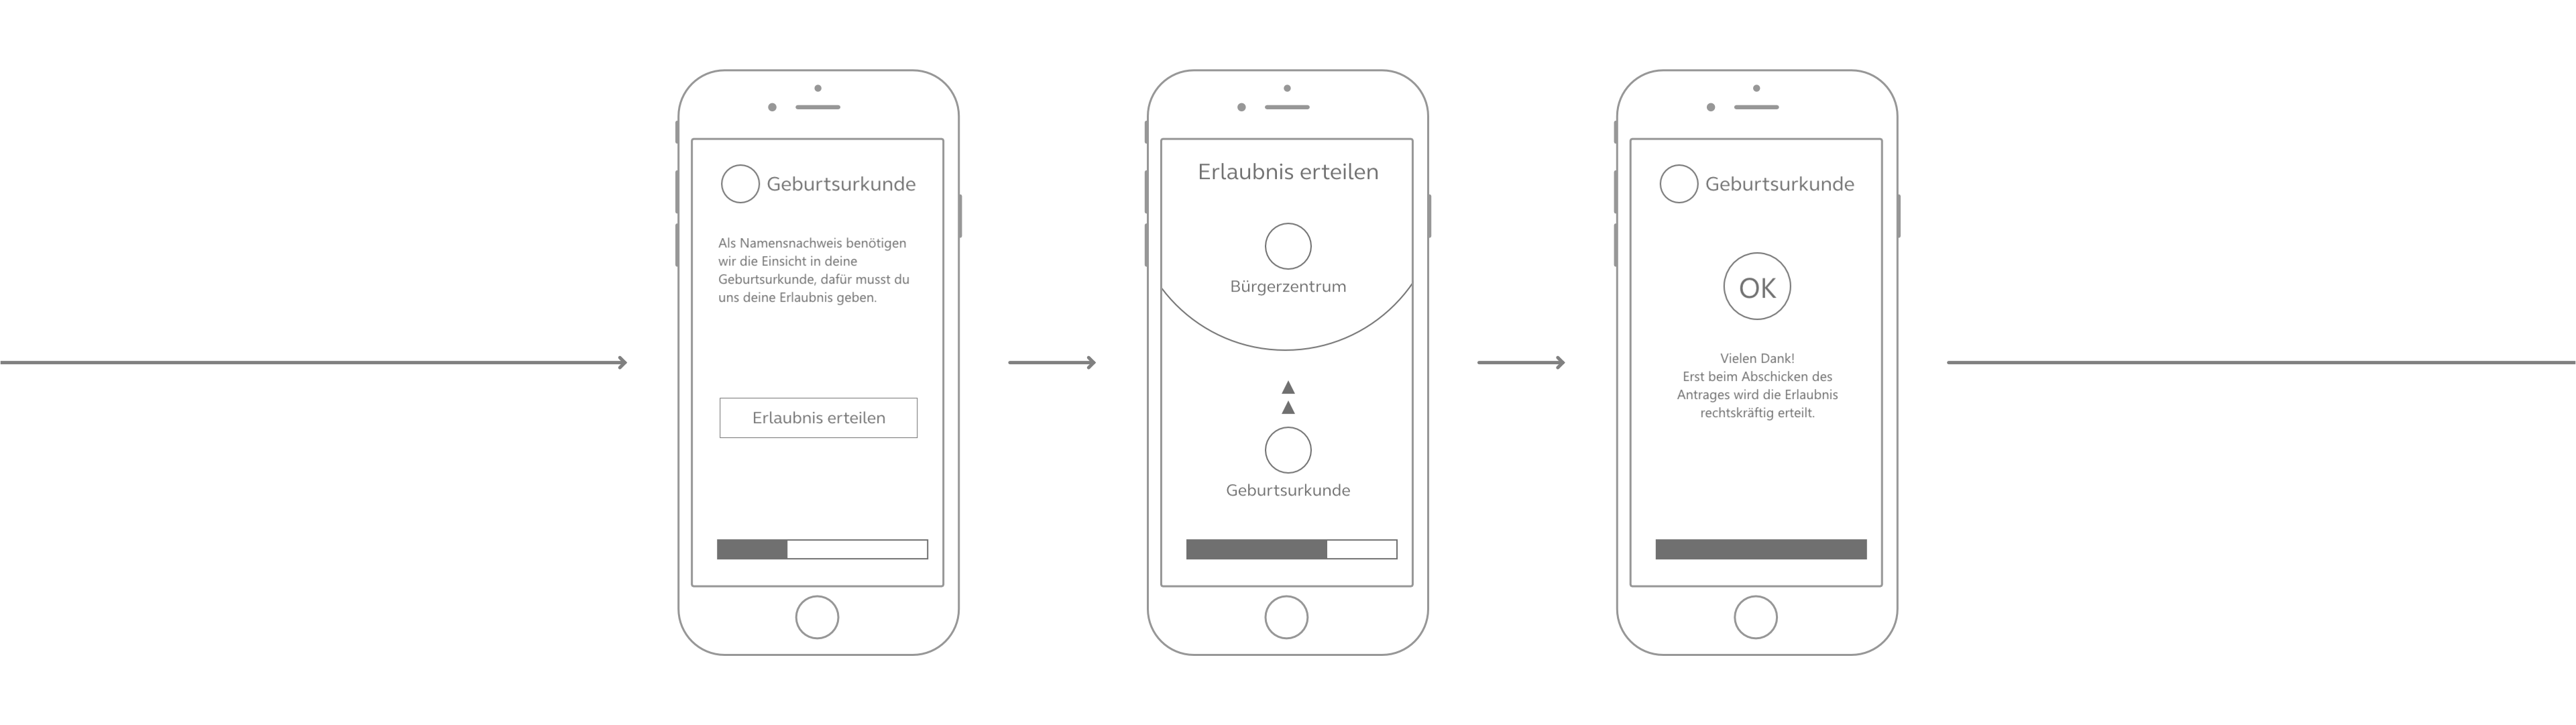 Geburtsurkunde
Als Namensnachweis benötigen
wir die Einsicht in deine
Geburtsurkunde, dafür musst du
uns deine Erlaubnis geben.
Erlaubnis erteilen
Erlaubnis erteilen
Bürgerzentrum
Geburtsurkunde
Geburtsurkunde
OK
Vielen Dank!
Erst beim Abschicken des
Antrages wird die Erlaubnis
rechtskräftig erteilt.